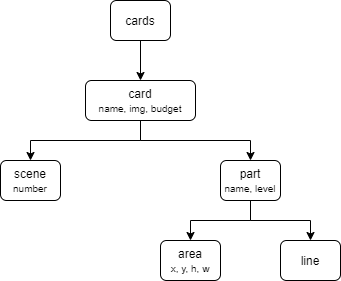 cards
card
name, img, budget
scene
number
part
name, level
area
x, y, h, w
line